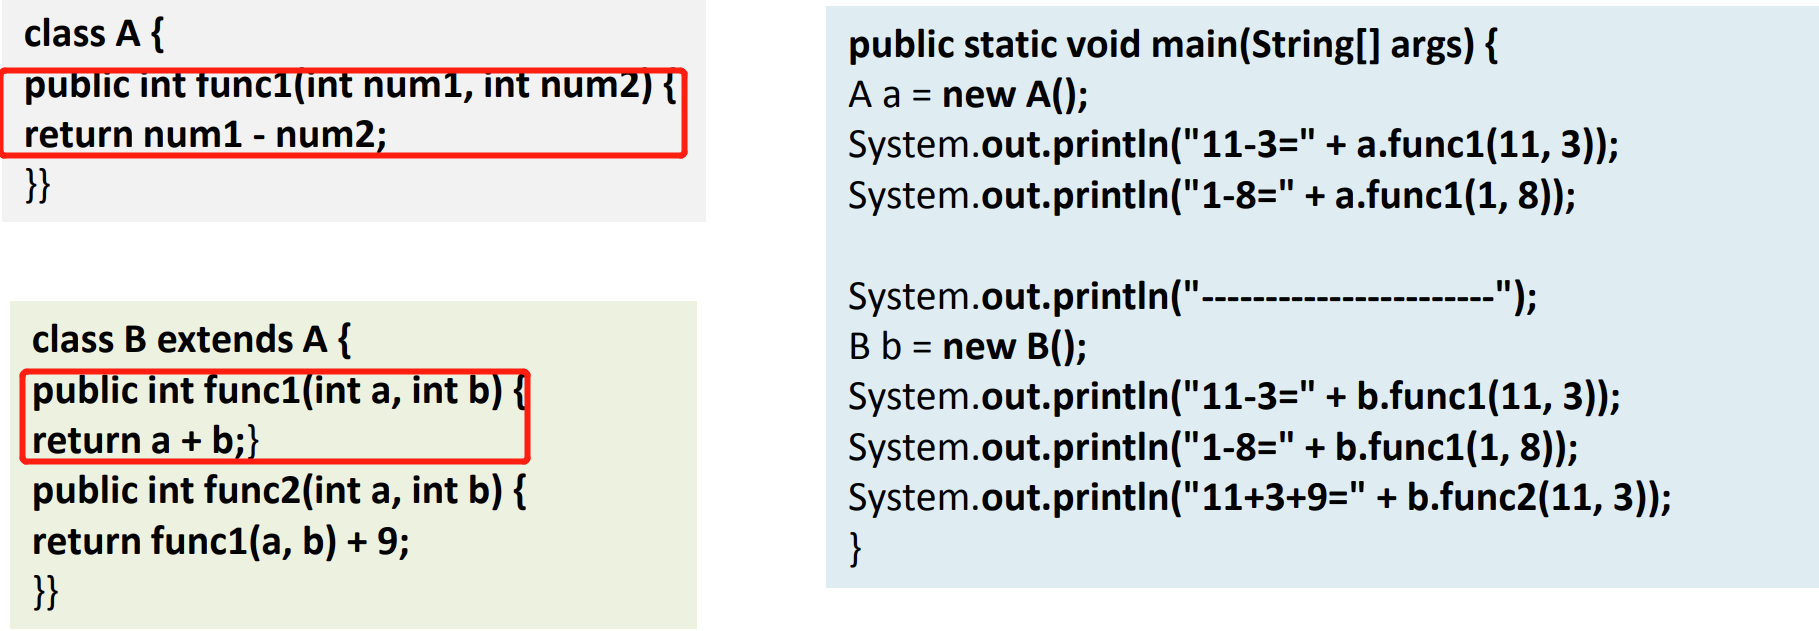 class A {
public int func1(int num1, int num2) {
return num1 - num2;
}}
class B extends A {
public int func1(int a, int b) {
return a + b;}
public int func2(int a, int b) {
return func1(a, b) + 9;
}}
public static void main(String[] args) {
A a = new A();
System.out.println("11-3=" + a.func1(11, 3));
System.out.println("1-8=" + a.func1(1, 8));
System.out.println("-----------------------");
B b = new B();
System.out.println("11-3=" + b.func1(11, 3));
System.out.println("1-8=" + b.func1(1, 8));
System.out.println("11+3+9=" + b.func2(11, 3));
}